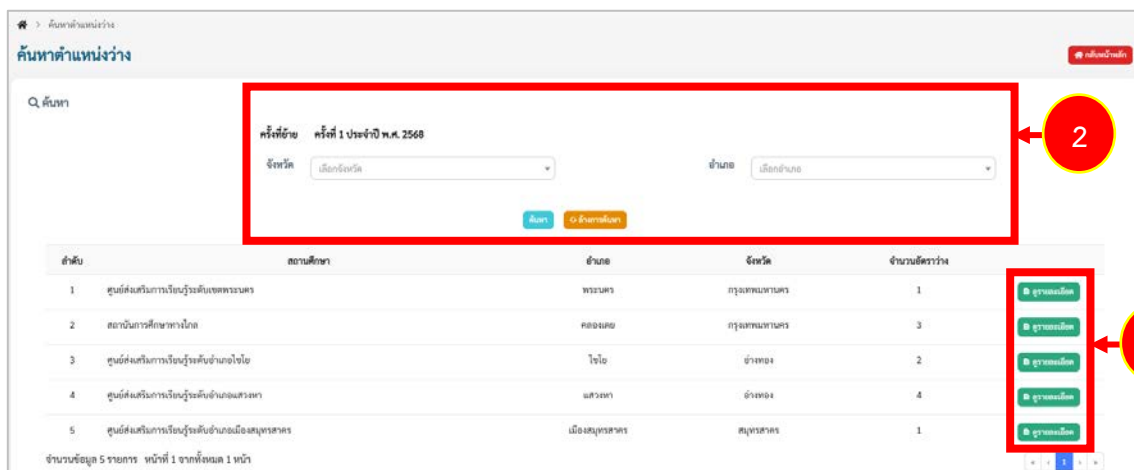 > ค้นหาตำแหน่งว่าง
ค้นหาตำแหน่งว่าง
กลับหน้าหลัก
ค้นหา
ครั้งที่ย้าย ครั้งที่ 1 ประจำปี พ.ศ. 2568
จังหวัด เลือกจังหวัด อำเภอ เลือกอำเภอ
2
ค้นหา ล้างการค้นหา
ลำดับ สถานศึกษา อำเภอ จังหวัด จำนวนอัตราว่าง
1 ศูนย์ส่งเสริมการเรียนรู้ระดับเขตพระนคร พระนคร กรุงเทพมหานคร 1 ดูรายละเอียด
2 สถาบันการศึกษาทางไกล คลองเตย กรุงเทพมหานคร 3 ดูรายละเอียด
3 ศูนย์ส่งเสริมการเรียนรู้ระดับอำเภอไชโย ไชโย อ่างทอง 2 ดูรายละเอียด
4 ศูนย์ส่งเสริมการเรียนรู้ระดับอำเภอแสวงหา แสวงหา อ่างทอง 4 ดูรายละเอียด
5 ศูนย์ส่งเสริมการเรียนรู้ระดับอำเภอเมืองสมุทรสาคร เมืองสมุทรสาคร สมุทรสาคร 1 ดูรายละเอียด
จำนวนข้อมูล 5 รายการ หน้าที่ 1 จากทั้งหมด 1 หน้า « ‹ 1 › »